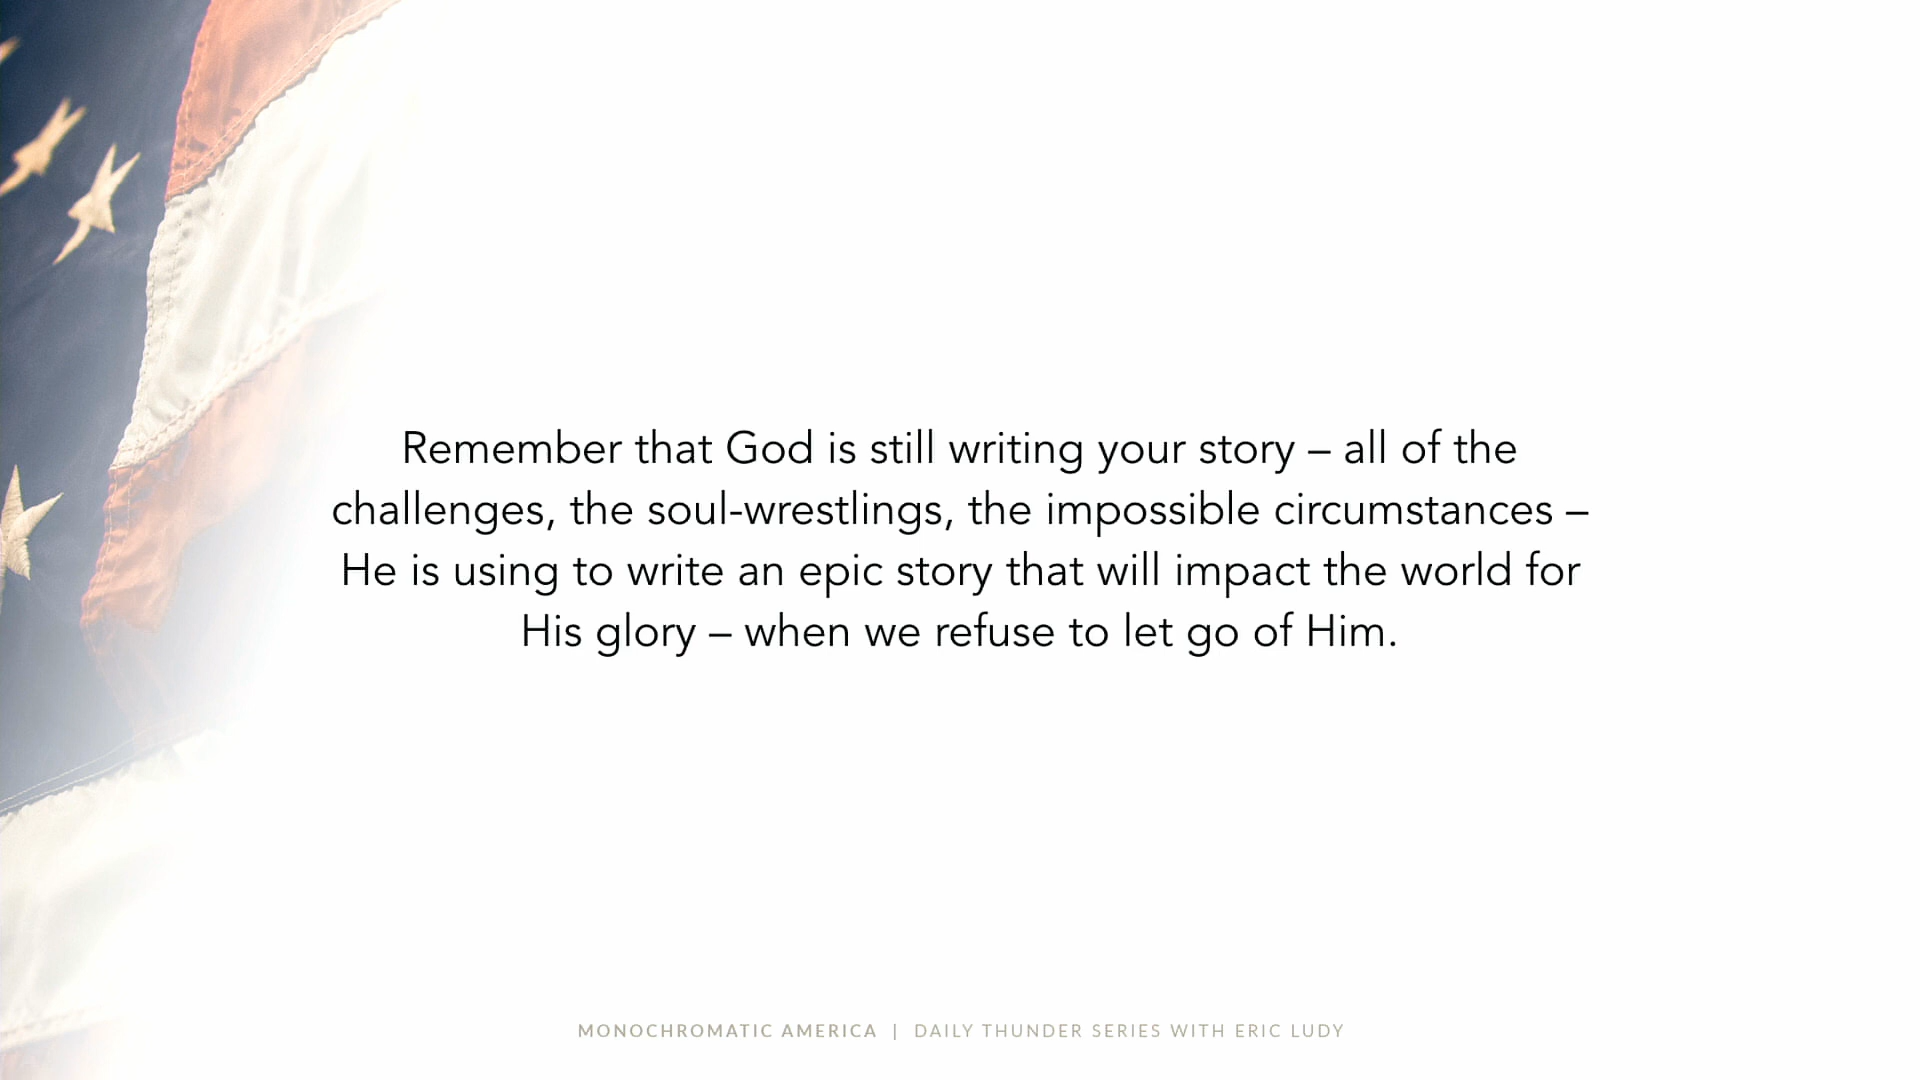 Remember that God is still writing your story – all of the
challenges, the soul-wrestlings, the impossible circumstances –
He is using to write an epic story that will impact the world for
His glory – when we refuse to let go of Him.
MONOCHROMATIC AMERICA | DAILY THUNDER SERIES WITH ERIC LUDY